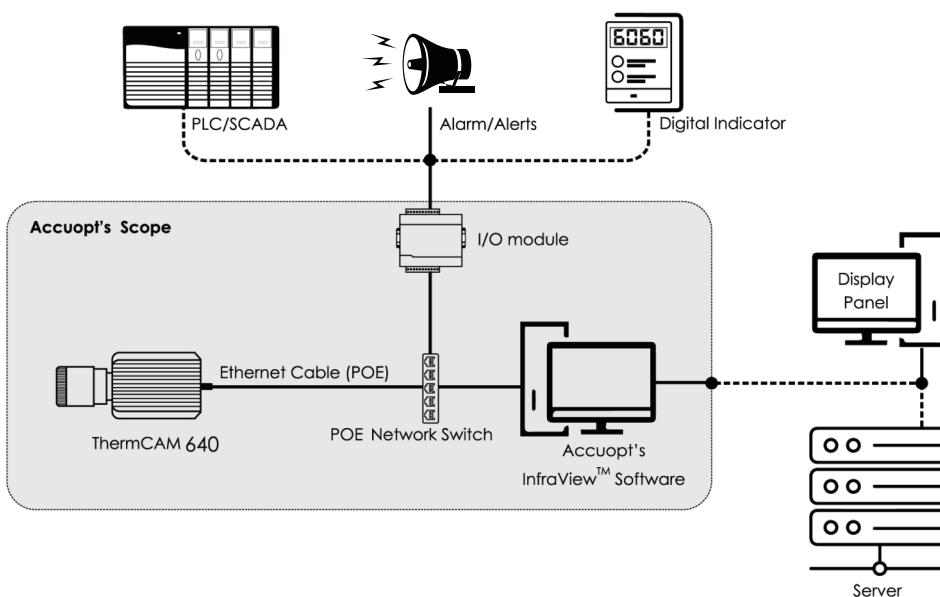 6060
PLC/SCADA
Alarm/Alerts
Digital Indicator
Accuopt's Scope
I/O module
Display
Panel
Ethernet Cable (POE)
ThermCAM 640
POE Network Switch
Accuopt's
InfraView™ Software
Server